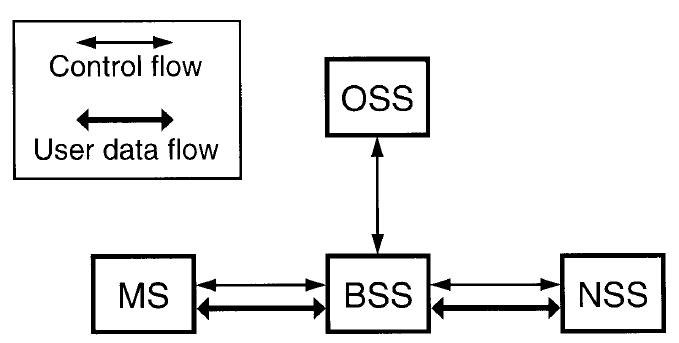 Control flow
User data flow
OSS
MS
BSS
NSS